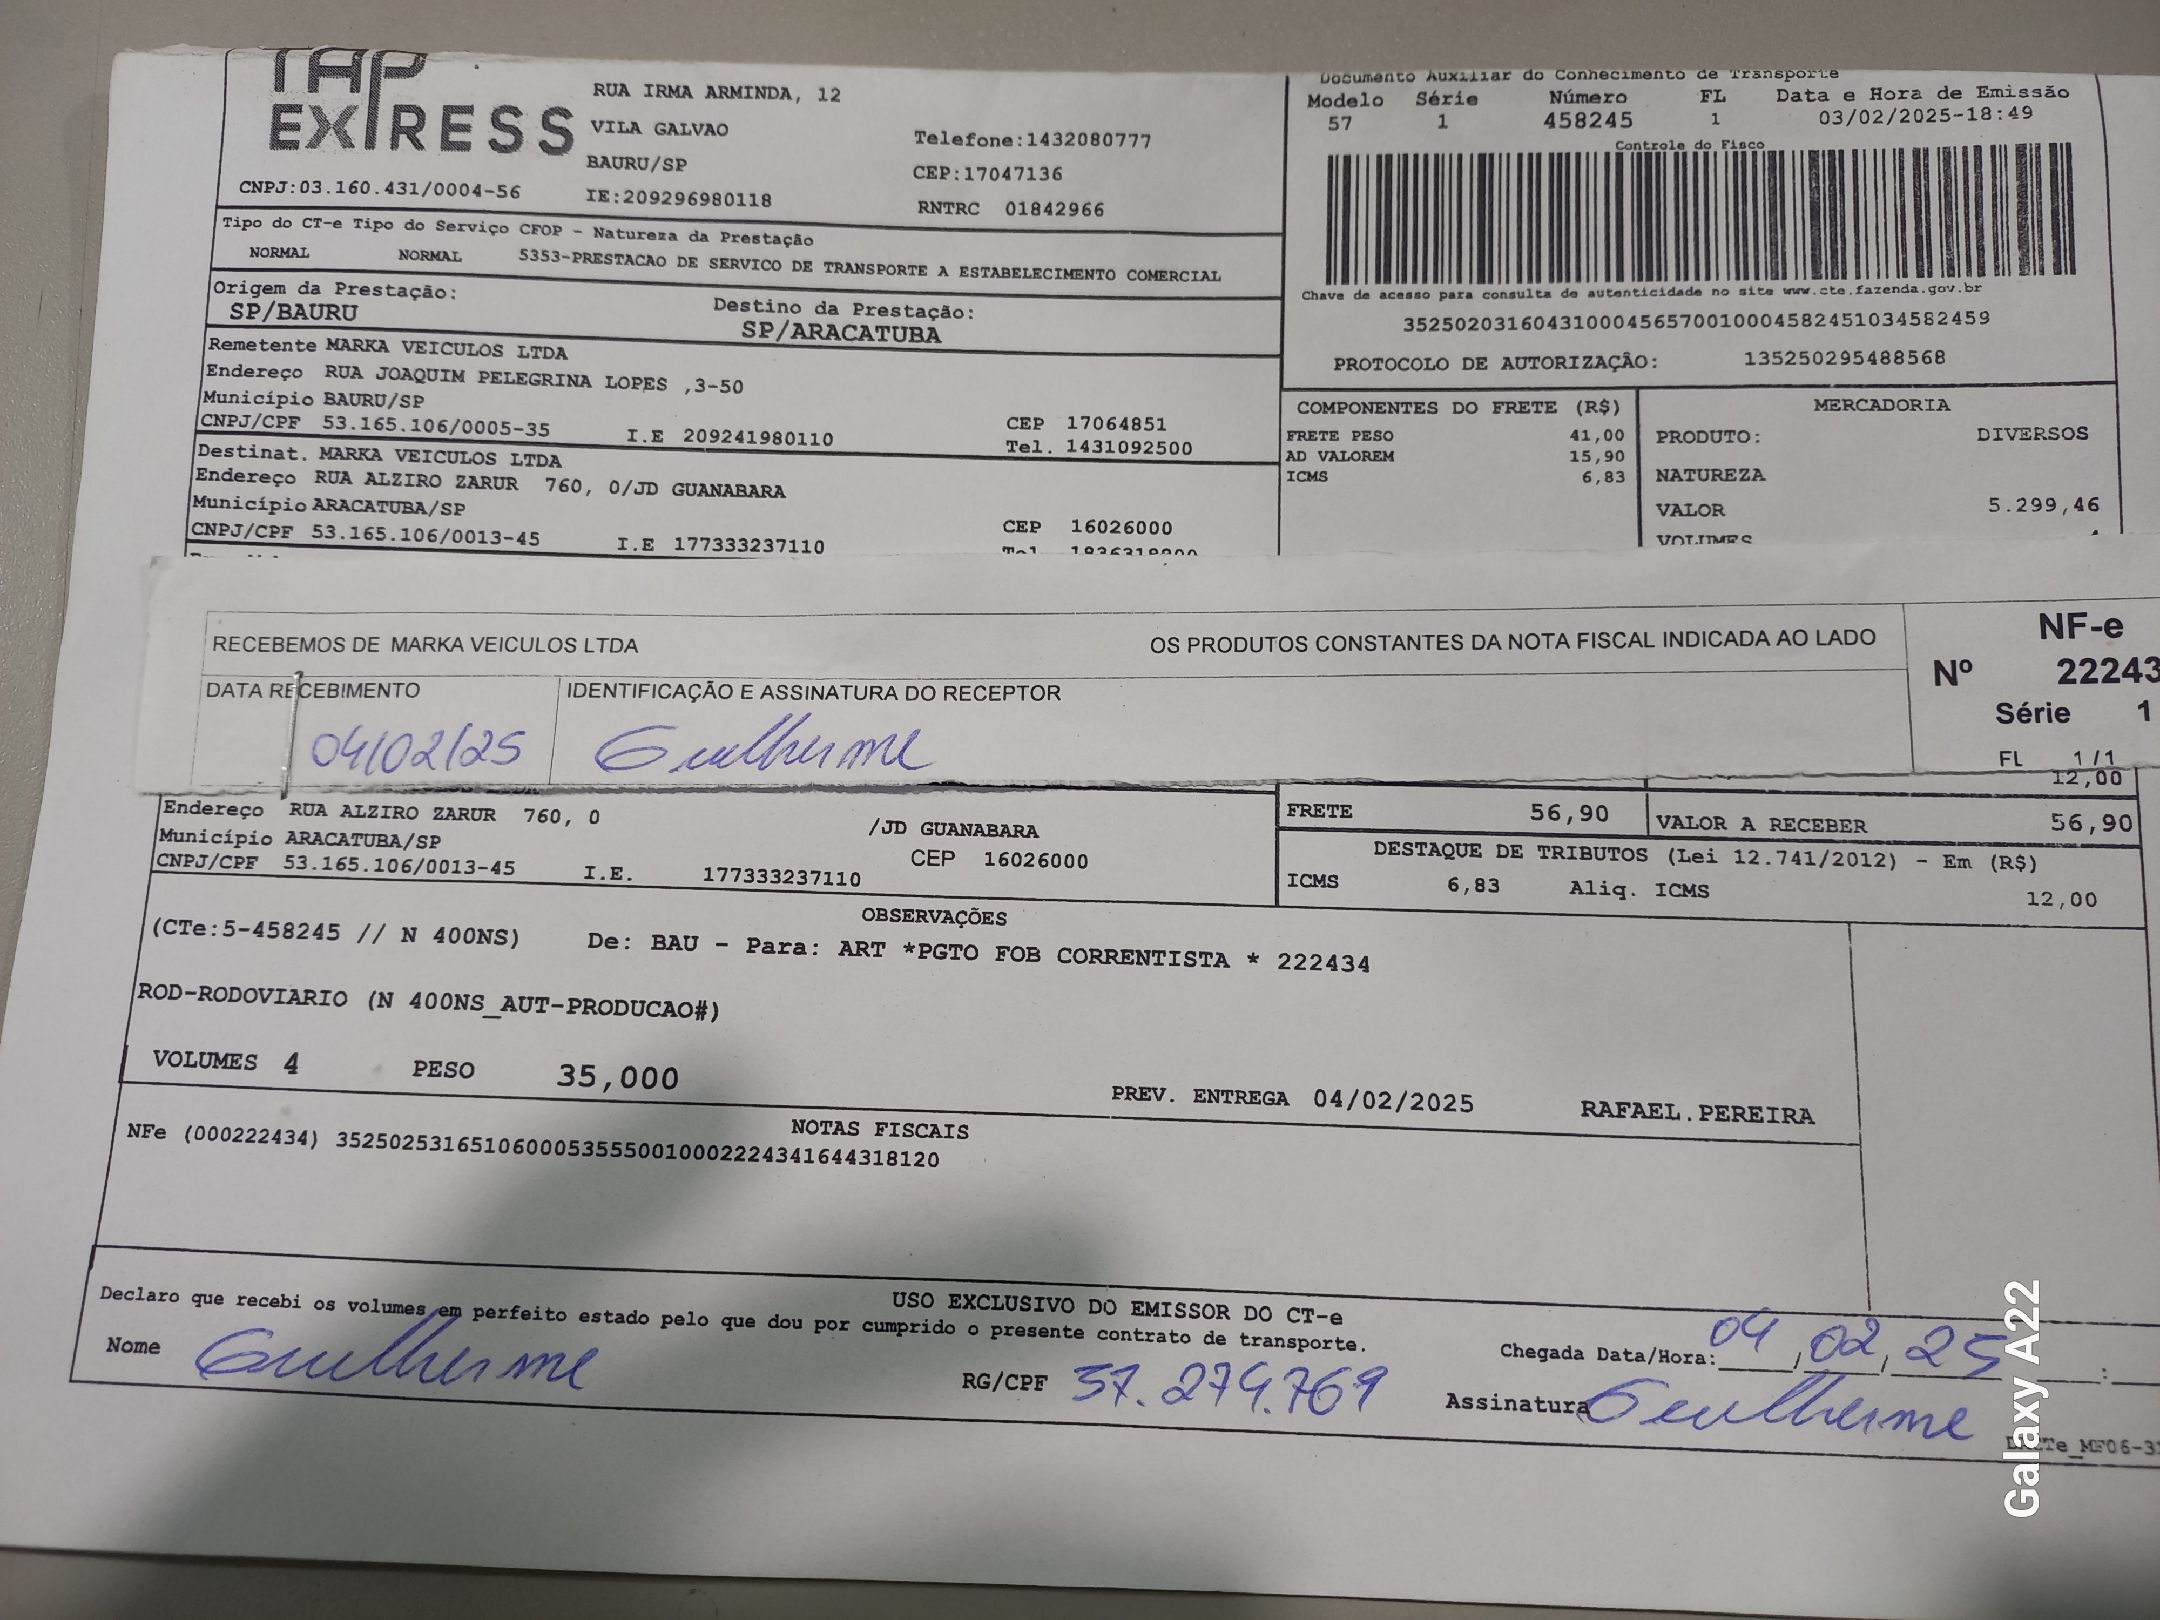 TAP
EXPRESS
RUA IRMA ARMINDA, 12
VILA GALVAO
BAURU/SP
IE:209296980118
Telefone:1432080777
CEP:17047136
RNTRC 01842966
CNPJ:03.160.431/0004-56
Documento Auxiliar do Conhecimento de Transporte
Modelo Série Número FL Data e Hora de Emissão
57 1 458245 1 03/02/2025-18:49
Controle do Fisco
Chave de acesso para consulta de autenticidade no site www.cte.fazenda.gov.br
35250203160431000456570010004582451034582459
PROTOCOLO DE AUTORIZAÇÃO: 135250295488568
Tipo do CT-e Tipo do Serviço CFOP - Natureza da Prestação
NORMAL NORMAL 5353-PRESTACAO DE SERVICO DE TRANSPORTE A ESTABELECIMENTO COMERCIAL
Origem da Prestação: Destino da Prestação:
SP/BAURU SP/ARACATUBA
Remetente MARKA VEICULOS LTDA
Endereço RUA JOAQUIM PELEGRINA LOPES ,3-50
Município BAURU/SP
CNPJ/CPF 53.165.106/0005-35 I.E 209241980110
CEP 17064851
Tel. 1431092500
Destinat. MARKA VEICULOS LTDA
Endereço RUA ALZIRO ZARUR 760, 0/JD GUANABARA
Município ARACATUBA/SP
CNPJ/CPF 53.165.106/0013-45 I.E 177333237110
CEP 16026000
COMPONENTES DO FRETE (R$)
FRETE PESO 41,00
AD VALOREM 15,90
ICMS 6,83
MERCADORIA
PRODUTO: DIVERSOS
NATUREZA
VALOR 5.299,46
VOLUMES
RECEBEMOS DE MARKA VEICULOS LTDA OS PRODUTOS CONSTANTES DA NOTA FISCAL INDICADA AO LADO
DATA RECEBIMENTO IDENTIFICAÇÃO E ASSINATURA DO RECEPTOR
04/02/25 Guilherme
NF-e
Nº 22243
Série 1
FL 1/1
12,00
Endereço RUA ALZIRO ZARUR 760, 0 /JD GUANABARA
Município ARACATUBA/SP CEP 16026000
CNPJ/CPF 53.165.106/0013-45 I.E. 177333237110
FRETE 56,90 VALOR A RECEBER 56,90
DESTAQUE DE TRIBUTOS (Lei 12.741/2012) - Em (R$)
ICMS 6,83 Aliq. ICMS 12,00
OBSERVAÇÕES
(CTe:5-458245 // N 400NS) De: BAU - Para: ART *PGTO FOB CORRENTISTA * 222434
ROD-RODOVIARIO (N 400NS_AUT-PRODUCAO#)
VOLUMES 4 PESO 35,000 PREV. ENTREGA 04/02/2025 RAFAEL.PEREIRA
NOTAS FISCAIS
NFe (000222434) 35250253165106000535550010002224341644318120
USO EXCLUSIVO DO EMISSOR DO CT-e
Declaro que recebi os volumes em perfeito estado pelo que dou por cumprido o presente contrato de transporte.
Nome Guilherme RG/CPF 37.274.769
Chegada Data/Hora: 04, 02, 25 :
Assinatura Guilherme
Galaxy A22